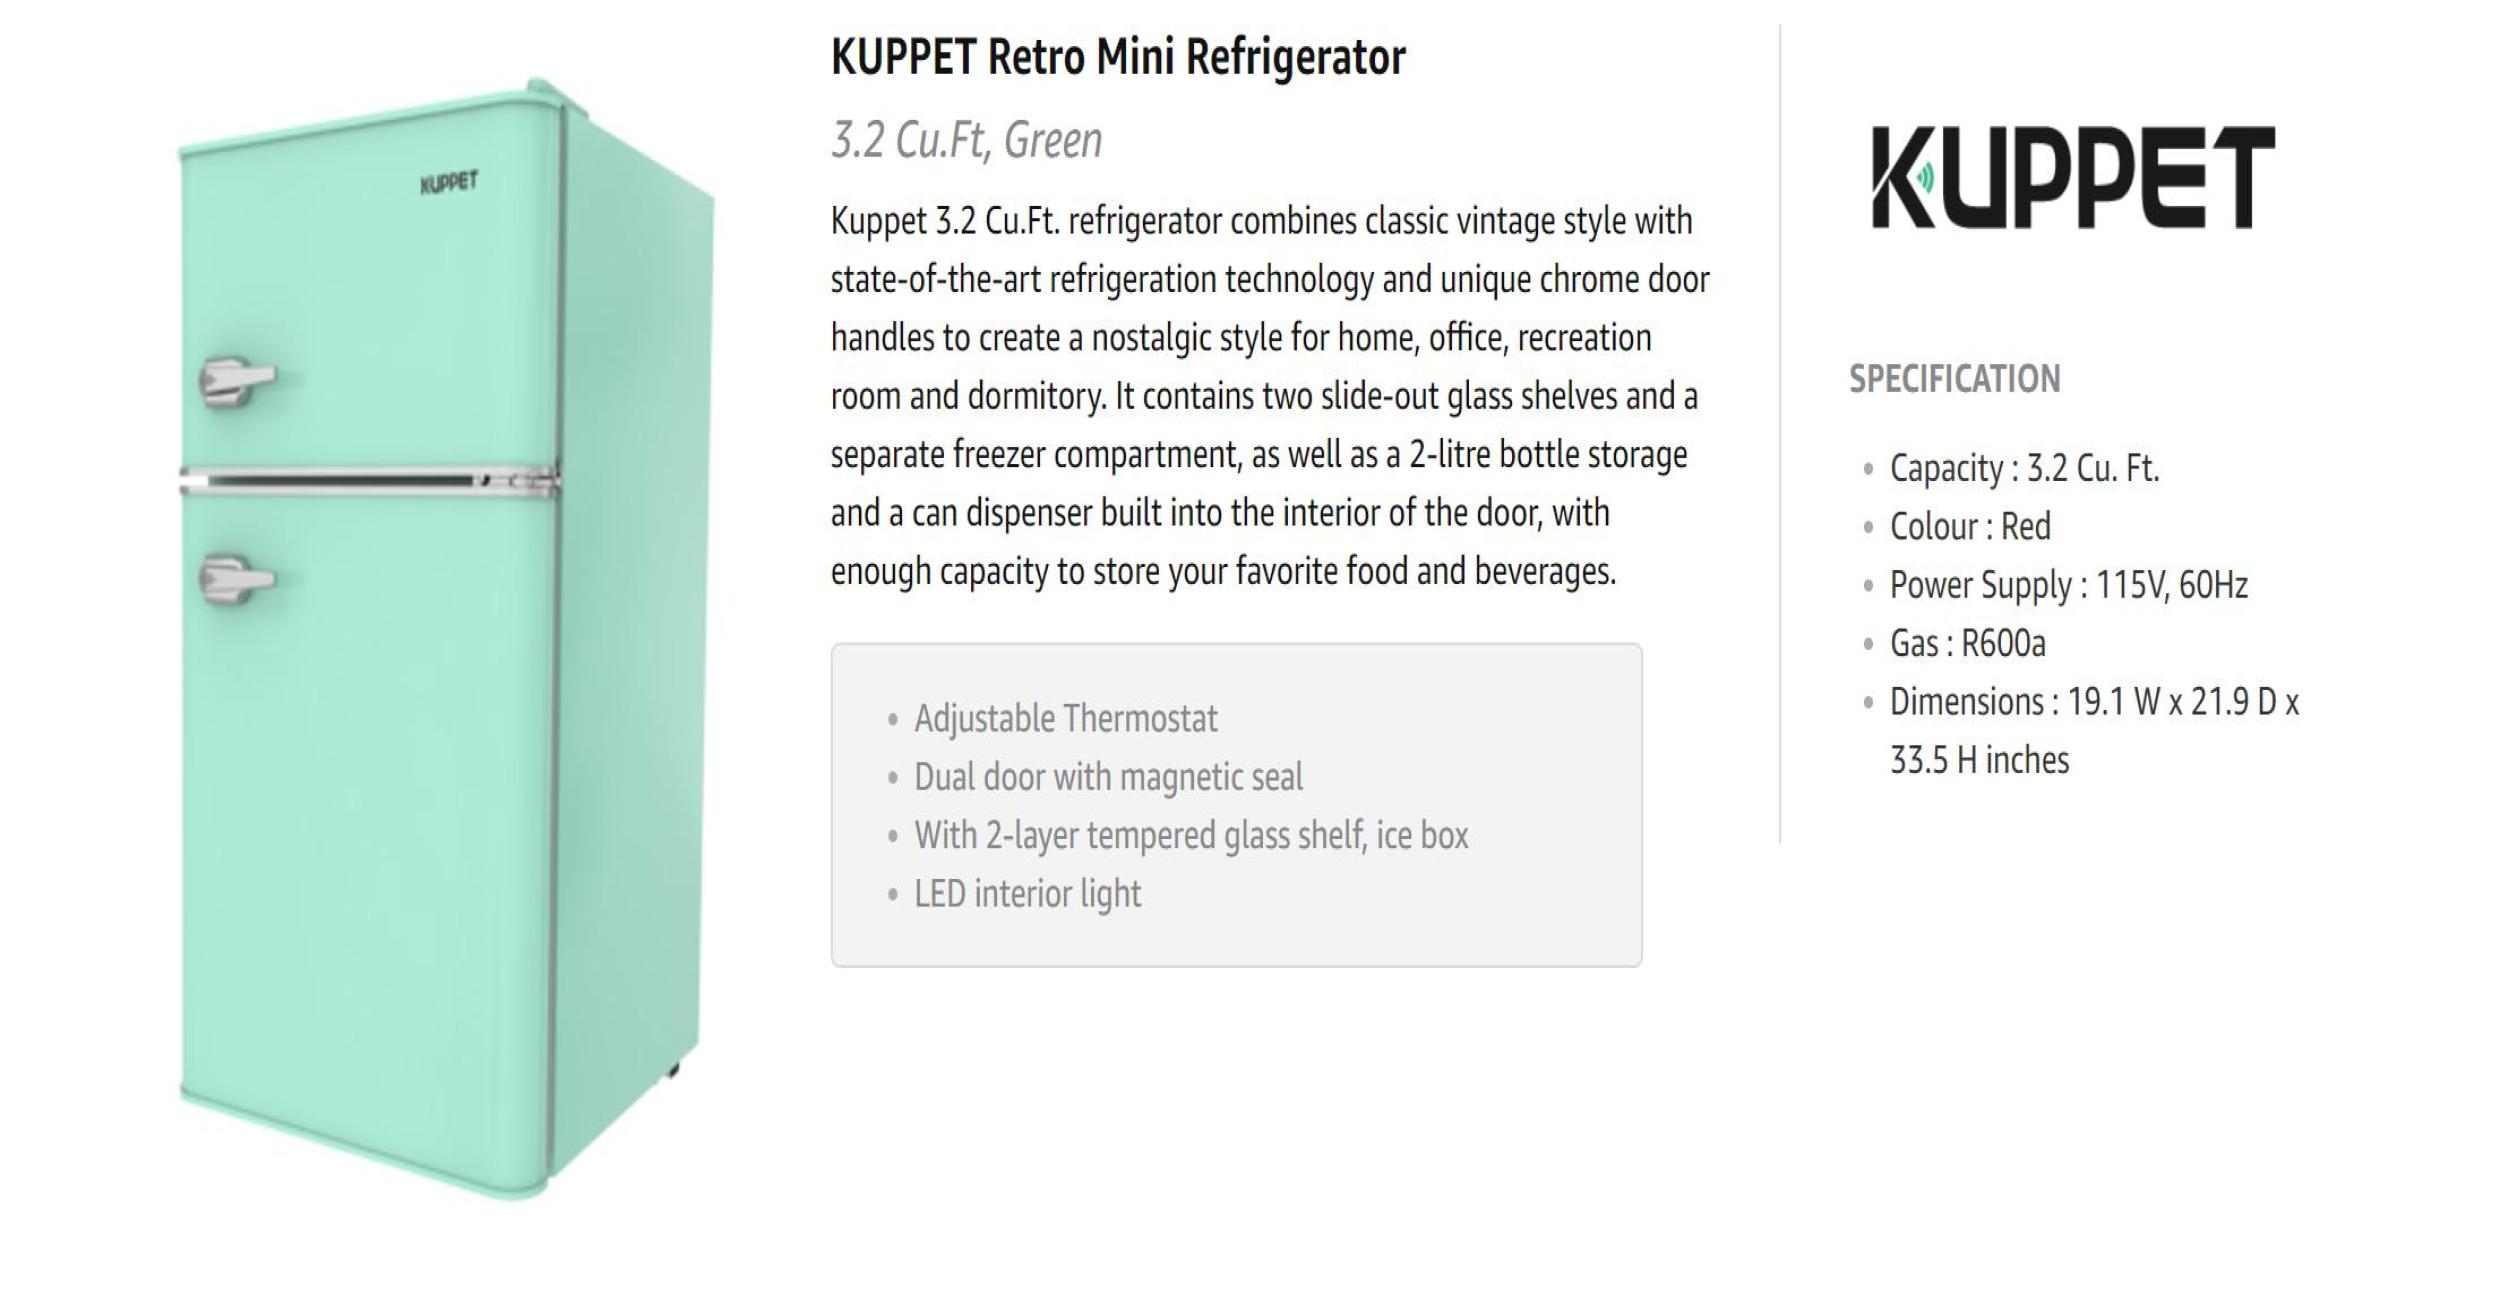 KUPPET
KUPPET Retro Mini Refrigerator
3.2 Cu.Ft, Green
Kuppet 3.2 Cu.Ft. refrigerator combines classic vintage style with
state-of-the-art refrigeration technology and unique chrome door
handles to create a nostalgic style for home, office, recreation
room and dormitory. It contains two slide-out glass shelves and a
separate freezer compartment, as well as a 2-litre bottle storage
and a can dispenser built into the interior of the door, with
enough capacity to store your favorite food and beverages.
• Adjustable Thermostat
• Dual door with magnetic seal
• With 2-layer tempered glass shelf, ice box
• LED interior light
KUPPET
SPECIFICATION
• Capacity : 3.2 Cu. Ft.
• Colour : Red
• Power Supply : 115V, 60Hz
• Gas : R600a
• Dimensions : 19.1 W x 21.9 D x
33.5 H inches